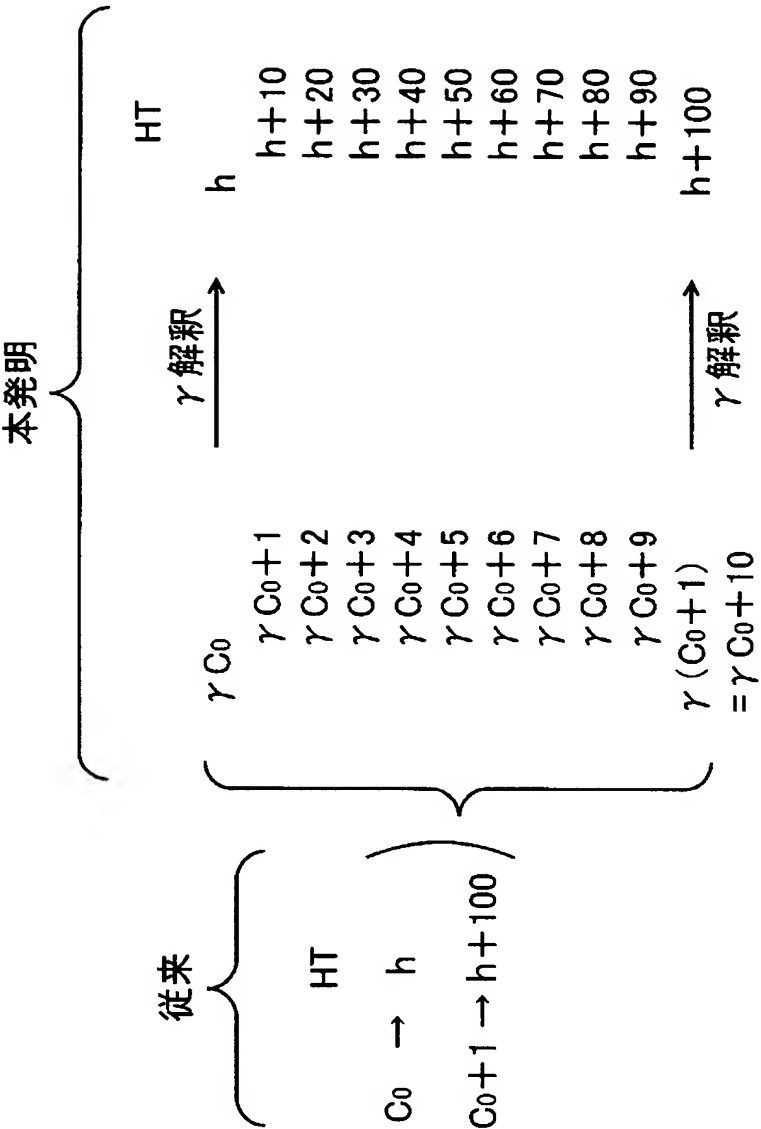 従来
HT
C₀ → h
C₀+1 → h+100
本発明
HT
γC₀ γ解釈 → h
γC₀+1 h+10
γC₀+2 h+20
γC₀+3 h+30
γC₀+4 h+40
γC₀+5 h+50
γC₀+6 h+60
γC₀+7 h+70
γC₀+8 h+80
γC₀+9 h+90
γ(C₀+1) → h+100
=γC₀+10 γ解釈